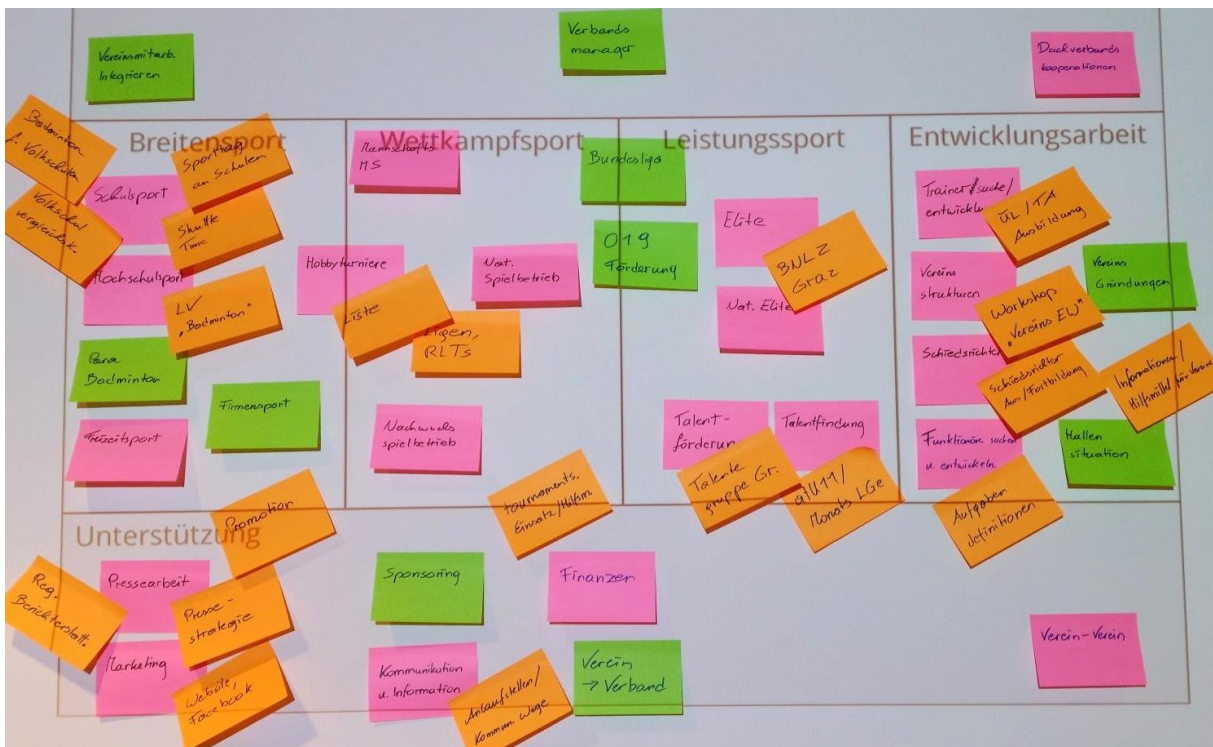 Vereinsmitarb.
Integrieren
Verbands
manager
Dachverbands
kooperationen
Breitensport
Wettkampfsport
Leistungssport
Entwicklungsarbeit
Badminton
f. Volksschulen
Sporttag
an Schulen
Schulsport
Volksschul
vergleichsk.
Shuttle
Time
Hochschulsport
LV
„Badminton"
Para
Badminton
Firmensport
Freizeitsport
Mannschafts
MS
Bundesliga
Hobbyturniere
Nat.
Spielbetrieb
O19
Förderung
Liste
Ligen,
RLTs
Nachwuchs
spielbetrieb
Elite
BNLZ
Graz
Nat. Elite
Talent-
förderun
Talentfindung
Talente
gruppe Gr.
U11/
Monats LGe
Trainer/suche/
entwicklu
ÜL/TA
Ausbildung
Vereins
strukturen
Vereins
Gründungen
Workshop
„Vereins EW"
Schiedsrichter
Schiedsrichter
Aus/Fortbildung
Informationen/
Hilfsmittel für Vereine
Funktionäre suchen
u. entwickeln
Hallen
situation
Aufgaben
definitionen
Unterstützung
Promotion
tournaments.
Einsatz/Hilfsm.
Pressearbeit
Sponsoring
Finanzen
Reg.
Berichterstatt.
Presse-
strategie
Marketing
Website,
Facebook
Kommunikation
u. Information
Anlaufstellen/
Kommun. Wege
Verein
→ Verband
Verein-Verein